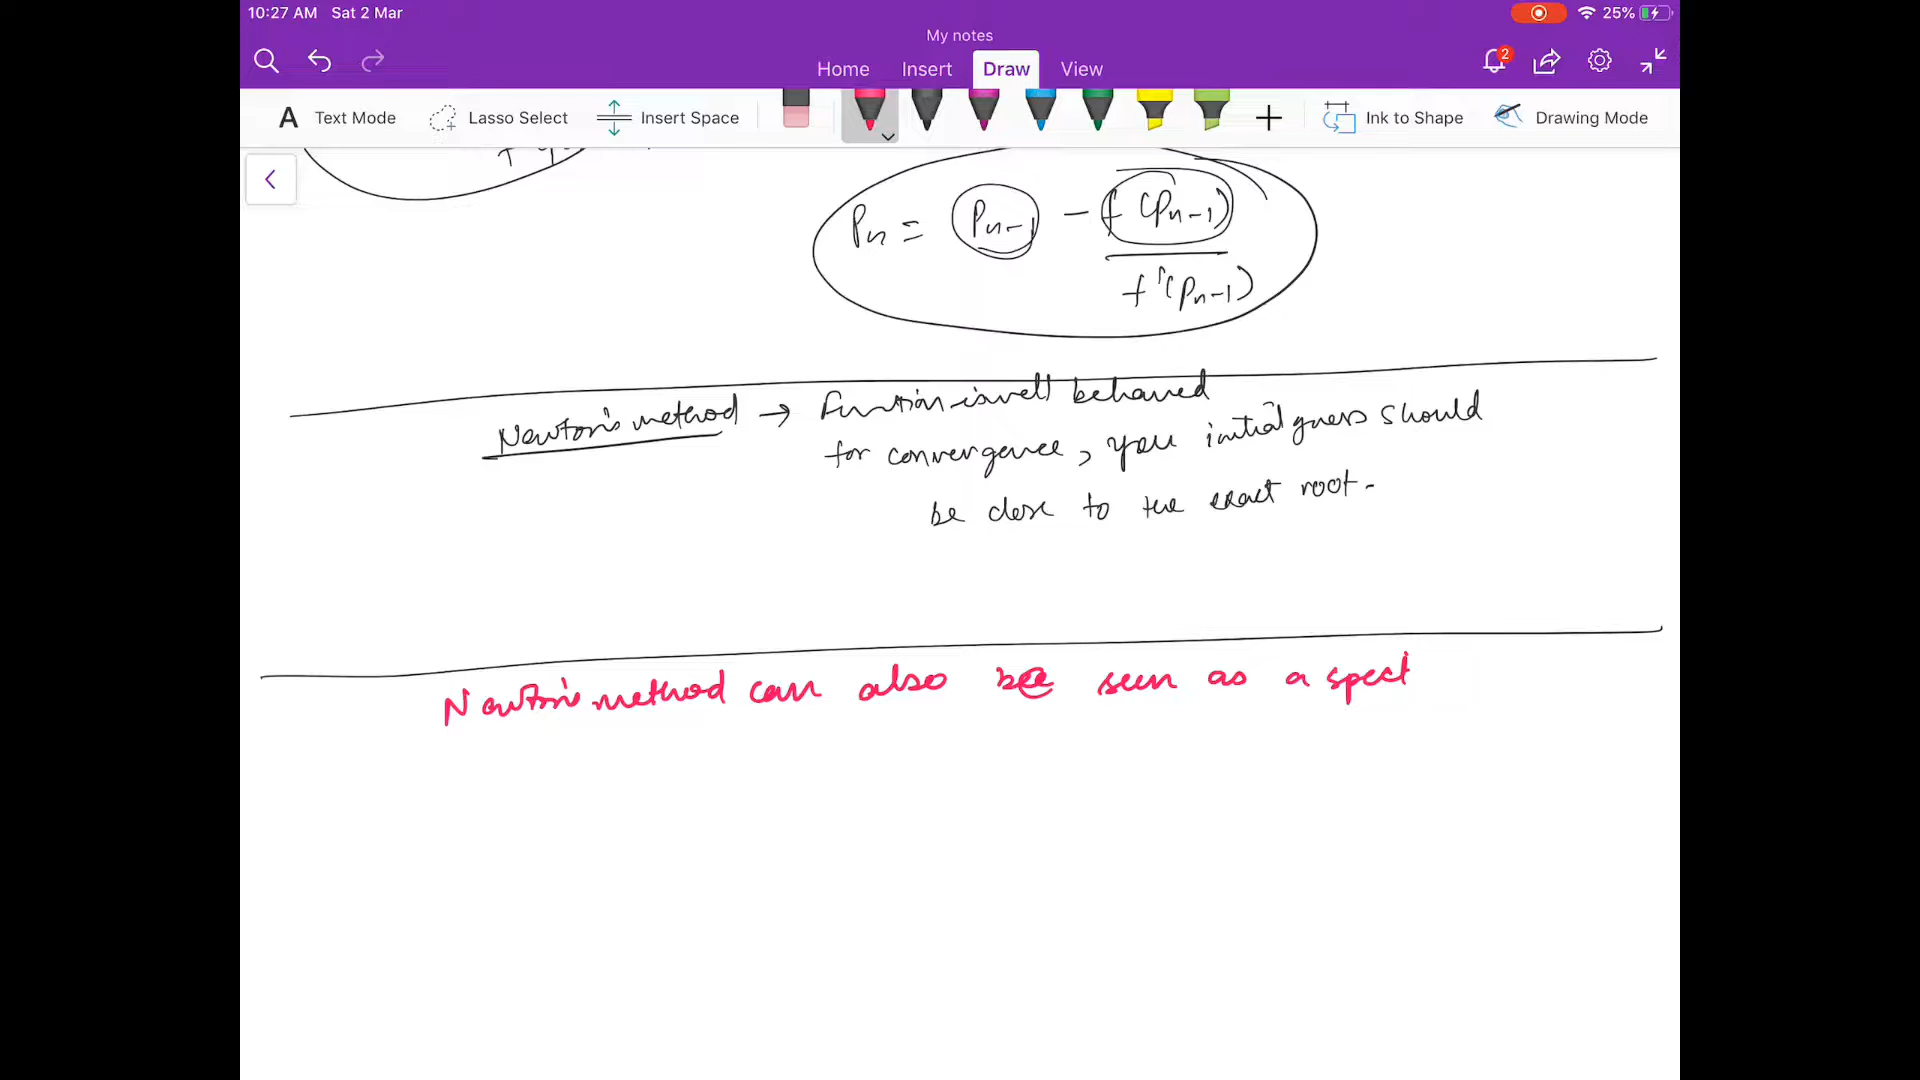 10:27 AM Sat 2 Mar
25%
My notes
2
Home Insert Draw View
A Text Mode Lasso Select Insert Space Ink to Shape Drawing Mode
Pn = Pn-1 - f(Pn-1)
f'(Pn-1)
Newton's method → Function is well behaved
for convergence, you initial guess should
be close to the exact root.
Newton's method can also be seen as a spect